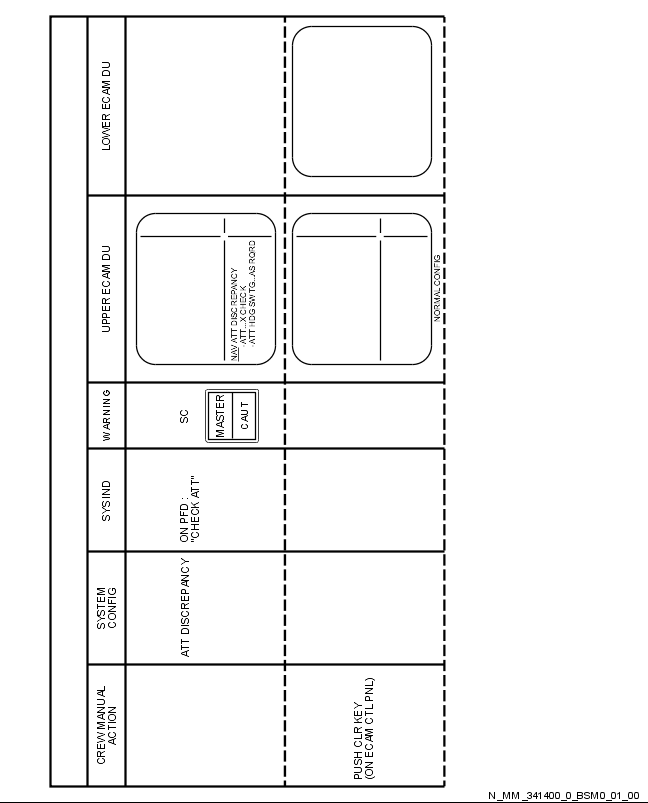 CREW MANUAL
ACTION
SYSTEM
CONFIG
SYS IND
WARNING
UPPER ECAM DU
LOWER ECAM DU
ATT DISCREPANCY
ON PFD :
"CHECK ATT"
SC
MASTER
CAUT
NAV ATT DISCREPANCY
-ATT...X CHECK
-ATT HDG SWTG...AS RQRD
PUSH CLR KEY
(ON ECAM CTL PNL)
NORMAL CONFIG
N_MM_341400_0_BSM0_01_00